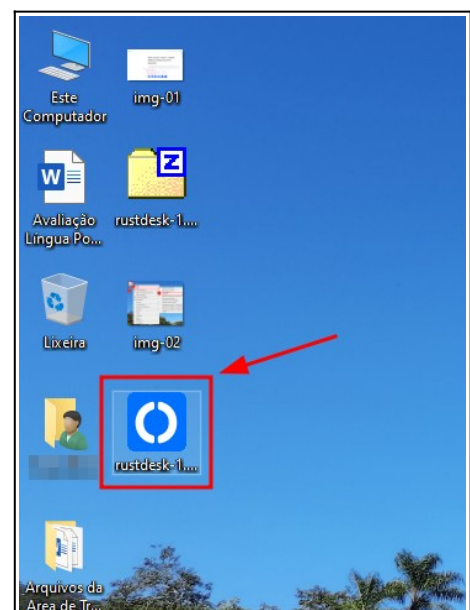 Este
Computador
img-01
Avaliação
Língua Po...
rustdesk-1....
Lixeira
img-02
rustdesk-1....
Arquivos da
Área de Tr...